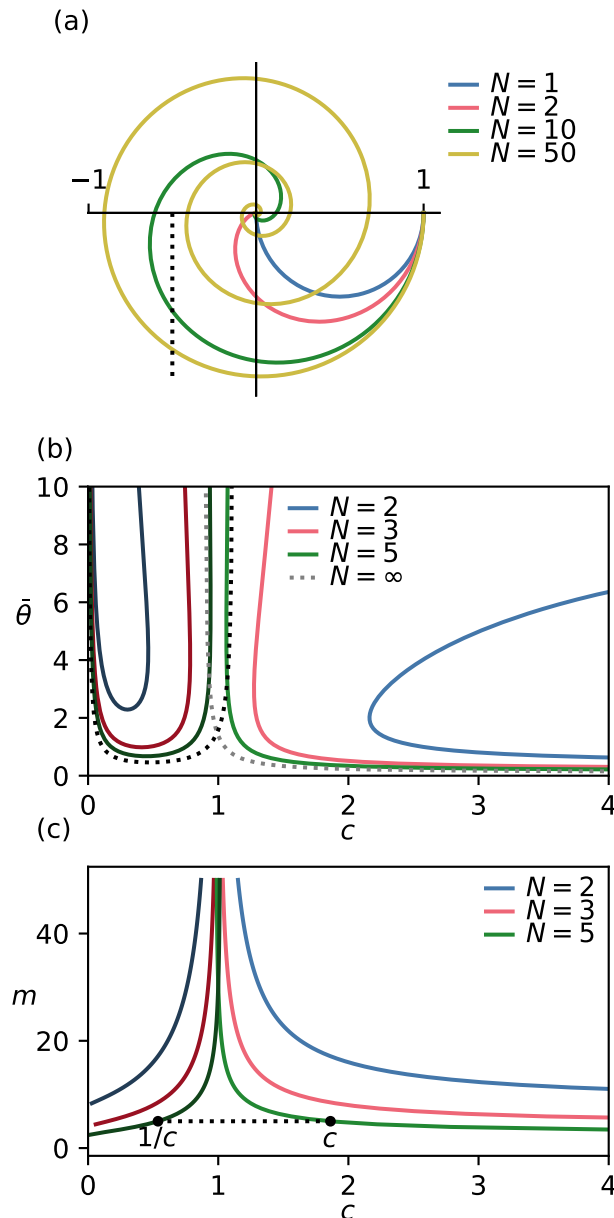 (a)
N = 1
N = 2
N = 10
N = 50
−1
1
(b)
10
8
6
4
2
0
θ̄
N = 2
N = 3
N = 5
N = ∞
0
1
2
3
4
c
(c)
40
20
0
m
N = 2
N = 3
N = 5
1/c
c
0
1
2
3
4
c